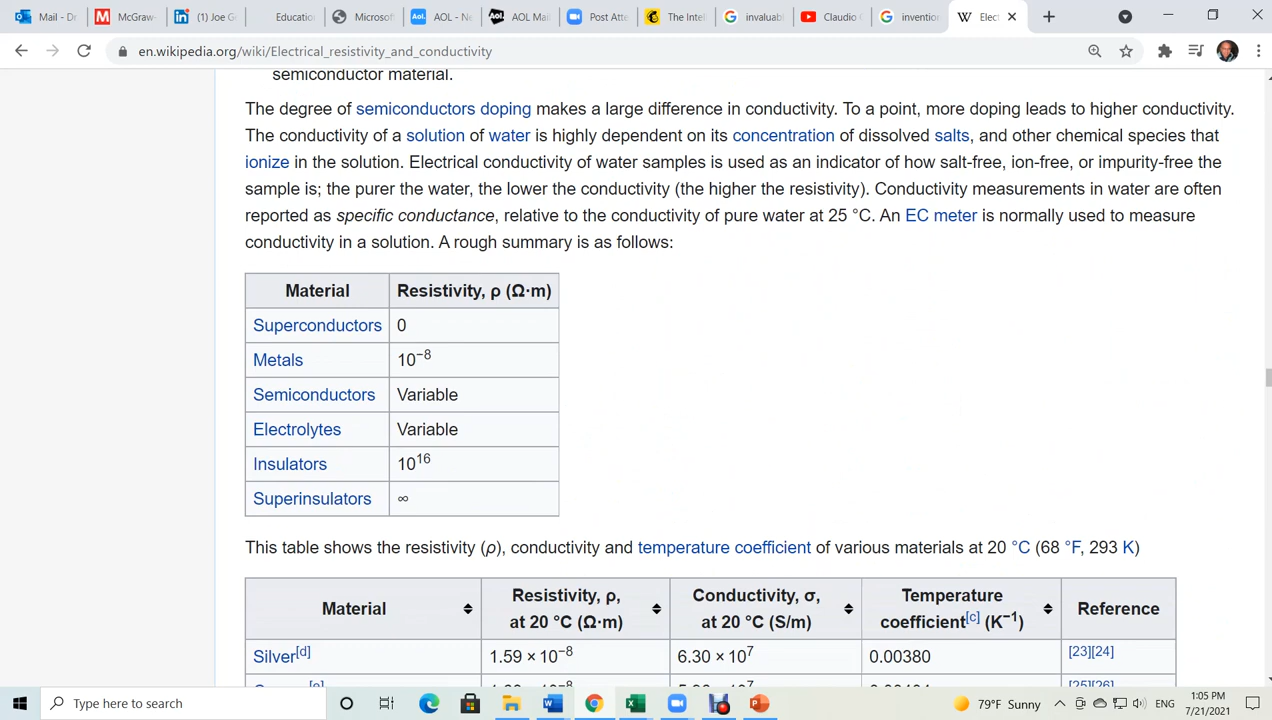 Mail - Dr
McGraw
(1) Joe G
Educatio
Microsof
AOL - Ne
AOL Mai
Post Atte
The Inte
invaluab
Claudio
inventio
Elect
en.wikipedia.org/wiki/Electrical_resistivity_and_conductivity
semiconductor material.
The degree of semiconductors doping makes a large difference in conductivity. To a point, more doping leads to higher conductivity.
The conductivity of a solution of water is highly dependent on its concentration of dissolved salts, and other chemical species that
ionize in the solution. Electrical conductivity of water samples is used as an indicator of how salt-free, ion-free, or impurity-free the
sample is; the purer the water, the lower the conductivity (the higher the resistivity). Conductivity measurements in water are often
reported as specific conductance, relative to the conductivity of pure water at 25 °C. An EC meter is normally used to measure
conductivity in a solution. A rough summary is as follows:
Material Resistivity, ρ (Ω·m)
Superconductors 0
Metals 10⁻⁸
Semiconductors Variable
Electrolytes Variable
Insulators 10¹⁶
Superinsulators ∞
This table shows the resistivity (ρ), conductivity and temperature coefficient of various materials at 20 °C (68 °F, 293 K)
Material Resistivity, ρ, at 20 °C (Ω·m) Conductivity, σ, at 20 °C (S/m) Temperature coefficient[c] (K⁻¹) Reference
Silver[d] 1.59 × 10⁻⁸ 6.30 × 10⁷ 0.00380 [23][24]
Type here to search
79°F Sunny
ENG
1:05 PM
7/21/2021